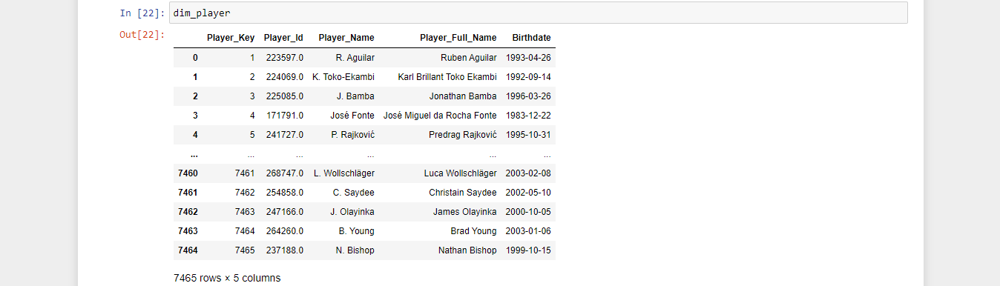 In [22]: dim_player
Out[22]:
Player_Key Player_Id Player_Name Player_Full_Name Birthdate
0 1 223597.0 R. Aguilar Ruben Aguilar 1993-04-26
1 2 224069.0 K. Toko-Ekambi Karl Brillant Toko Ekambi 1992-09-14
2 3 225085.0 J. Bamba Jonathan Bamba 1996-03-26
3 4 171791.0 José Fonte José Miguel da Rocha Fonte 1983-12-22
4 5 241727.0 P. Rajković Predrag Rajković 1995-10-31
... ... ... ... ... ...
7460 7461 268747.0 L. Wollschläger Luca Wollschläger 2003-02-08
7461 7462 254858.0 C. Saydee Christain Saydee 2002-05-10
7462 7463 247166.0 J. Olayinka James Olayinka 2000-10-05
7463 7464 264260.0 B. Young Brad Young 2003-01-06
7464 7465 237188.0 N. Bishop Nathan Bishop 1999-10-15
7465 rows × 5 columns